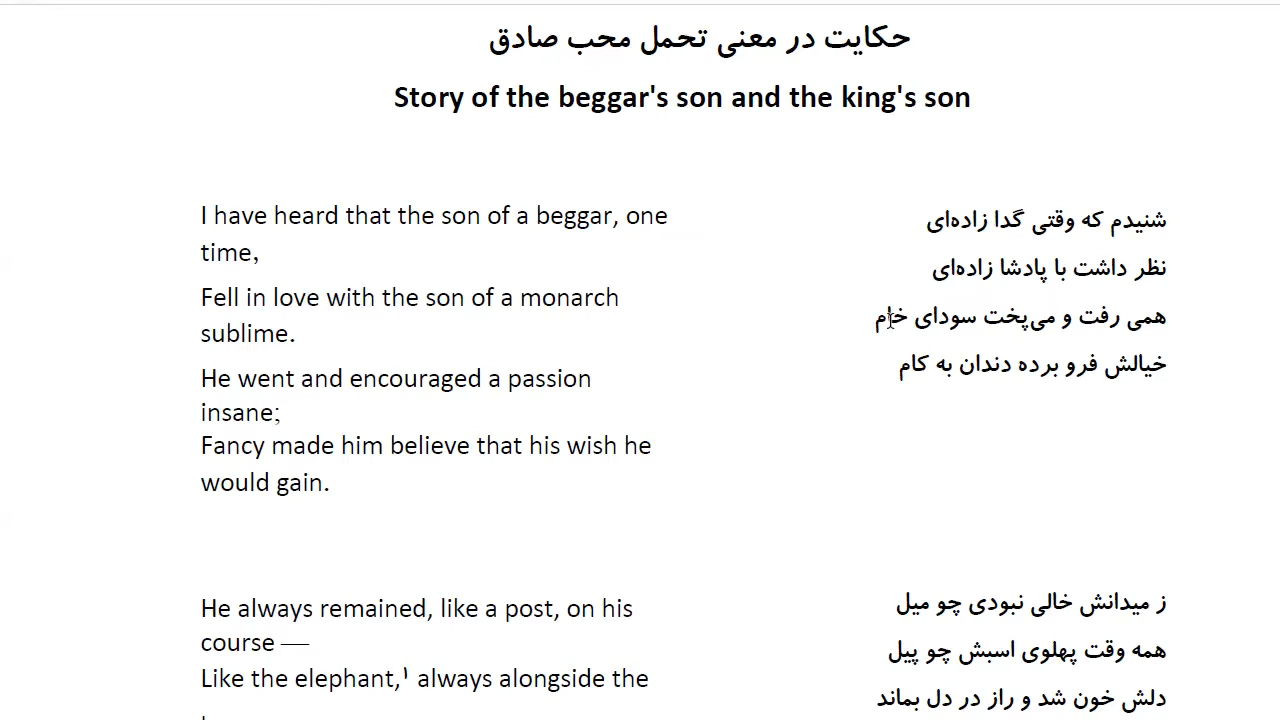 حکایت در معنی تحمل محب صادق
Story of the beggar's son and the king's son
I have heard that the son of a beggar, one
time,
Fell in love with the son of a monarch
sublime.
He went and encouraged a passion
insane;
Fancy made him believe that his wish he
would gain.
شنیدم که وقتی گدا زاده‌ای
نظر داشت با پادشا زاده‌ای
همی رفت و می‌پخت سودای خام
خیالش فرو برده دندان به کام
He always remained, like a post, on his
course —
Like the elephant,¹ always alongside the
ز میدانش خالی نبودی چو میل
همه وقت پهلوی اسبش چو پیل
دلش خون شد و راز در دل بماند